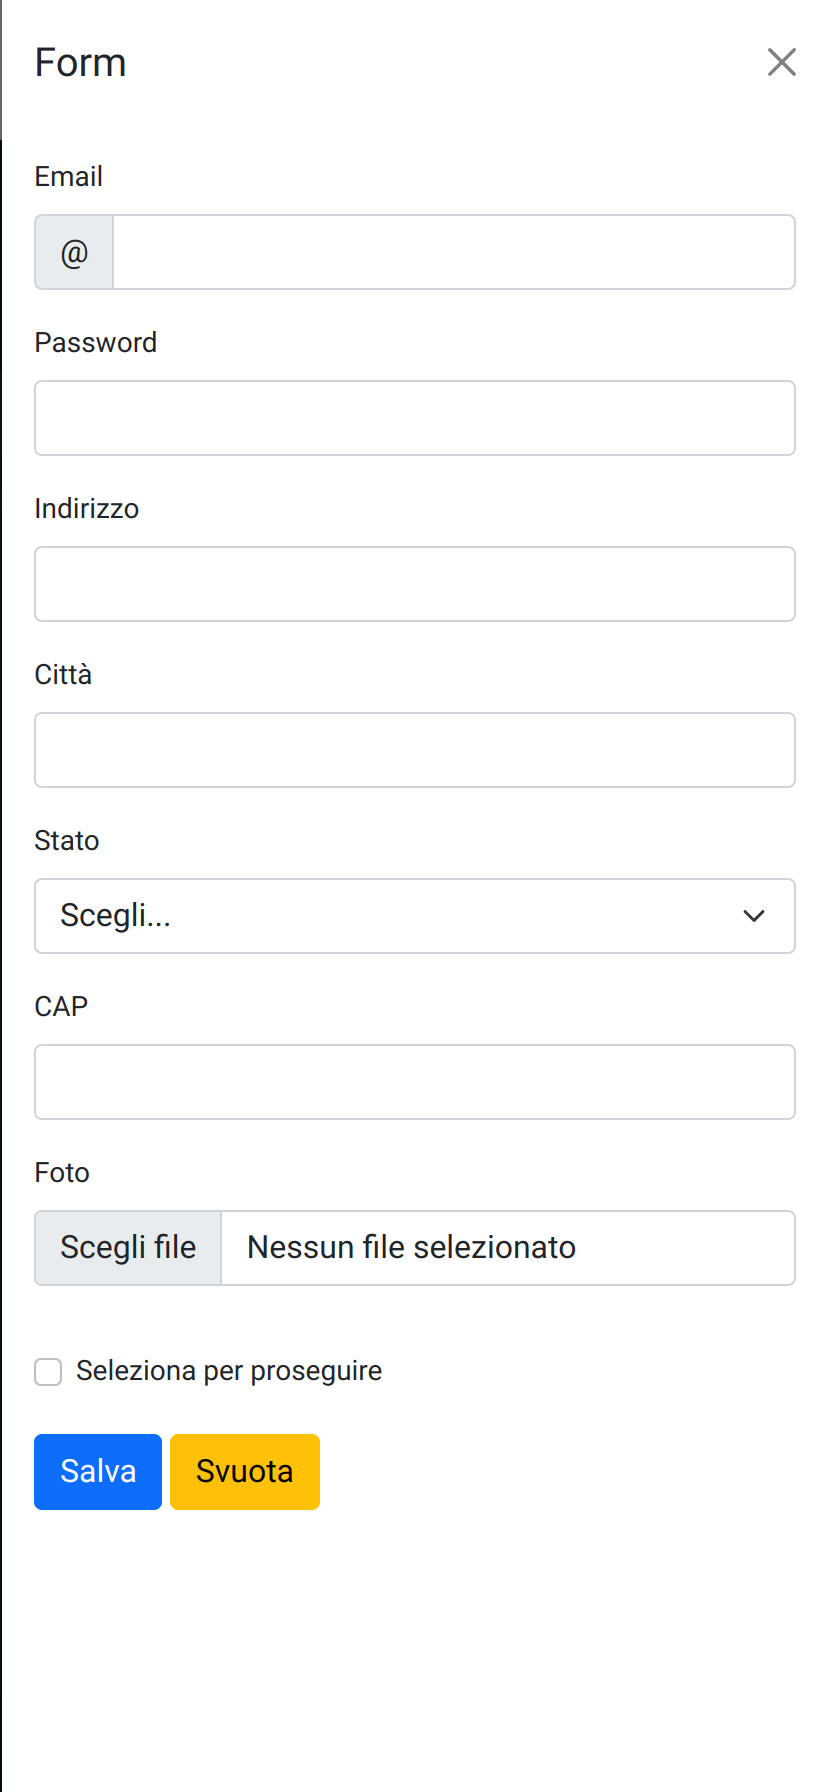 Form
Email
@
Password
Indirizzo
Città
Stato
Scegli...
CAP
Foto
Scegli file Nessun file selezionato
Seleziona per proseguire
Salva Svuota